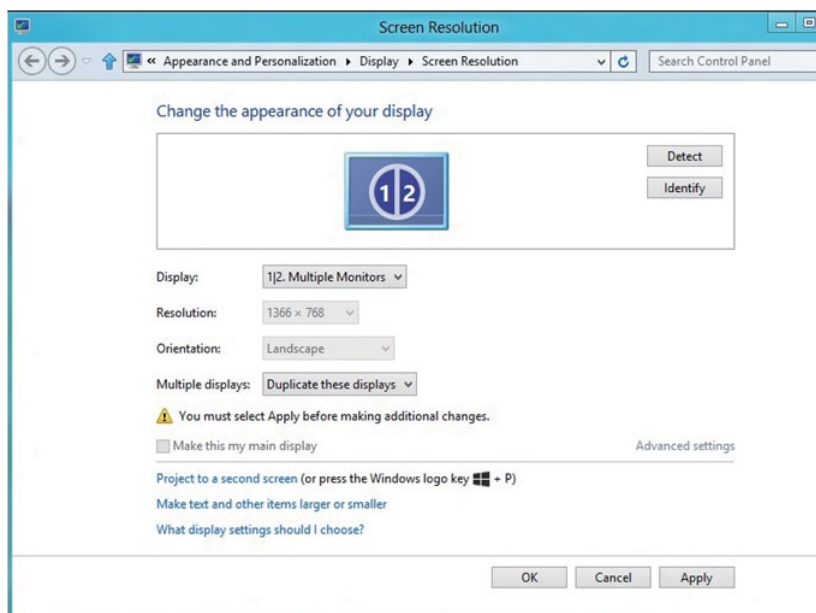 Screen Resolution
« Appearance and Personalization ▸ Display ▸ Screen Resolution Search Control Panel
Change the appearance of your display
Detect
1|2
Identify
Display: 1|2. Multiple Monitors
Resolution: 1366 × 768
Orientation: Landscape
Multiple displays: Duplicate these displays
You must select Apply before making additional changes.
Make this my main display Advanced settings
Project to a second screen (or press the Windows logo key + P)
Make text and other items larger or smaller
What display settings should I choose?
OK Cancel Apply